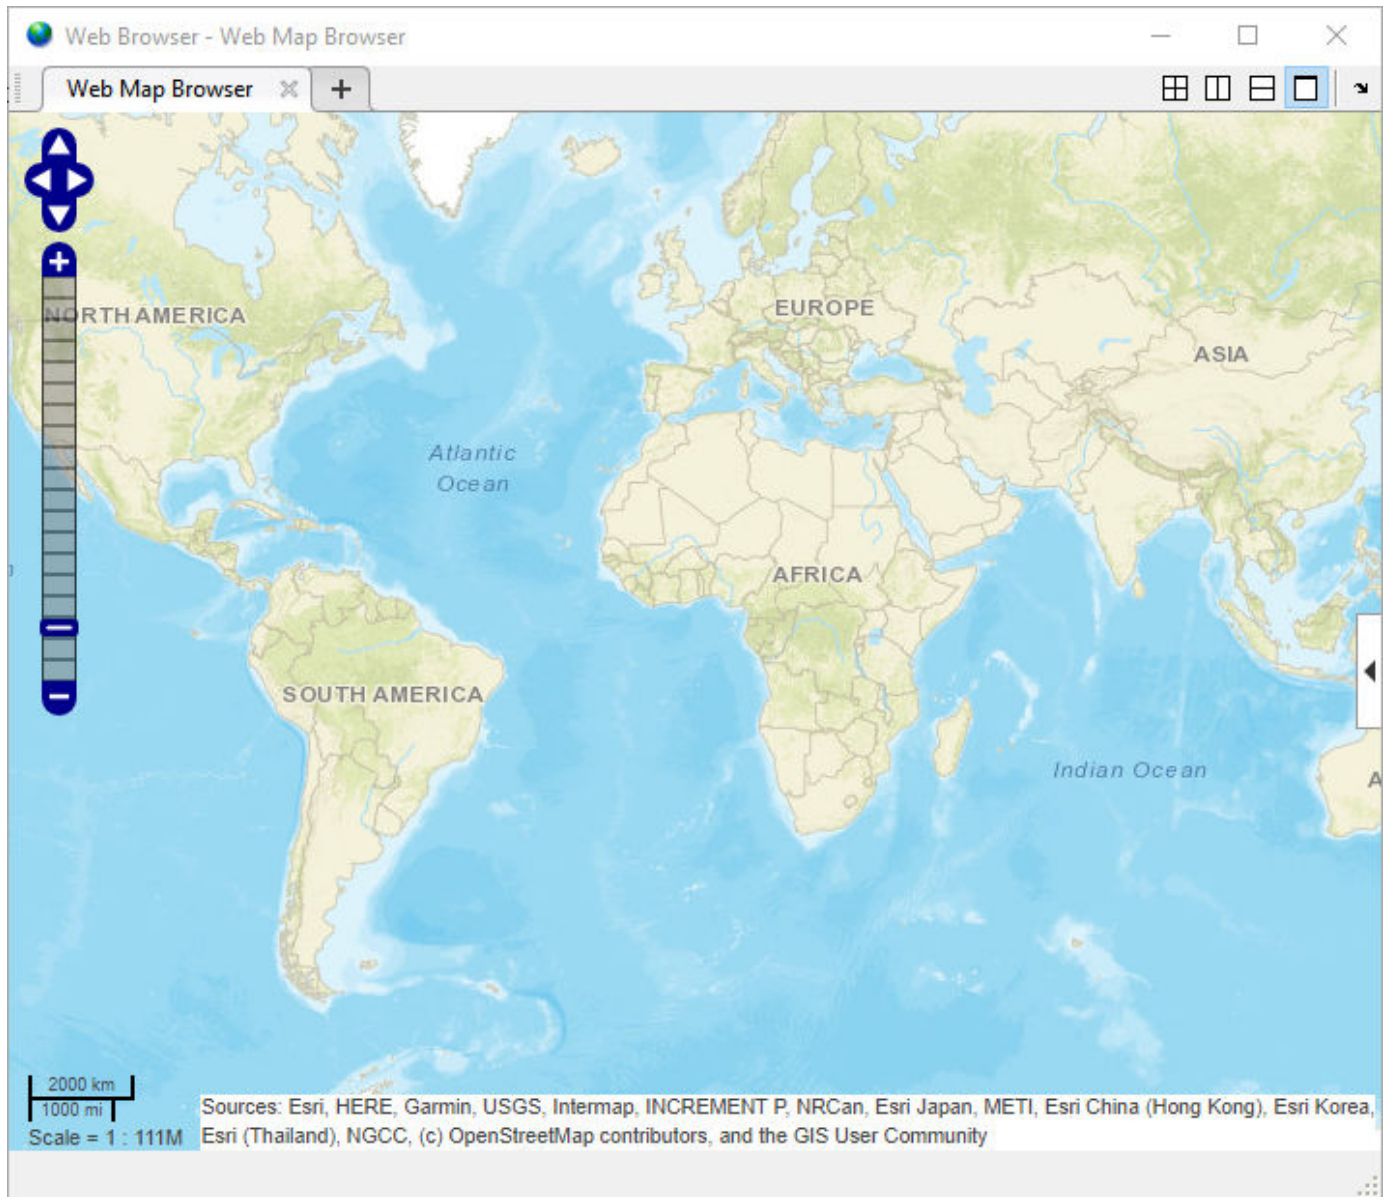 Web Browser - Web Map Browser
Web Map Browser
NORTH AMERICA
EUROPE
ASIA
Atlantic
Ocean
AFRICA
SOUTH AMERICA
Indian Ocean
A
2000 km
1000 mi
Scale = 1 : 111M
Sources: Esri, HERE, Garmin, USGS, Intermap, INCREMENT P, NRCan, Esri Japan, METI, Esri China (Hong Kong), Esri Korea,
Esri (Thailand), NGCC, (c) OpenStreetMap contributors, and the GIS User Community